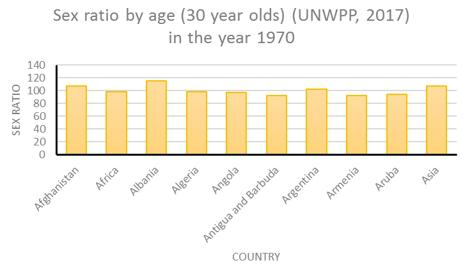 Sex ratio by age (30 year olds) (UNWPP, 2017)
in the year 1970
SEX RATIO
140
120
100
80
60
40
20
0
Afghanistan
Africa
Albania
Algeria
Angola
Antigua and Barbuda
Argentina
Armenia
Aruba
Asia
COUNTRY